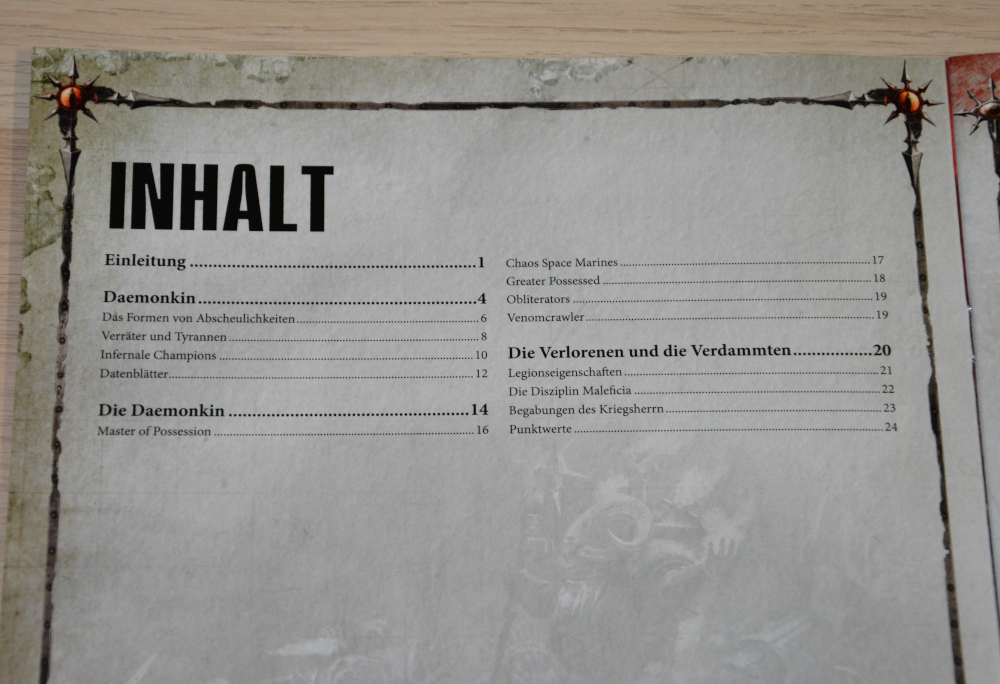 INHALT
Einleitung ................................................................ 1
Daemonkin ................................................................ 4
Das Formen von Abscheulichkeiten ................................................................ 6
Verräter und Tyrannen ................................................................ 8
Infernale Champions ................................................................ 10
Datenblätter ................................................................ 12
Die Daemonkin ................................................................ 14
Master of Possession ................................................................ 16
Chaos Space Marines ................................................................ 17
Greater Possessed ................................................................ 18
Obliterators ................................................................ 19
Venomcrawler ................................................................ 19
Die Verlorenen und die Verdammten ................................................................ 20
Legionseigenschaften ................................................................ 21
Die Disziplin Maleficia ................................................................ 22
Begabungen des Kriegsherrn ................................................................ 23
Punktwerte ................................................................ 24